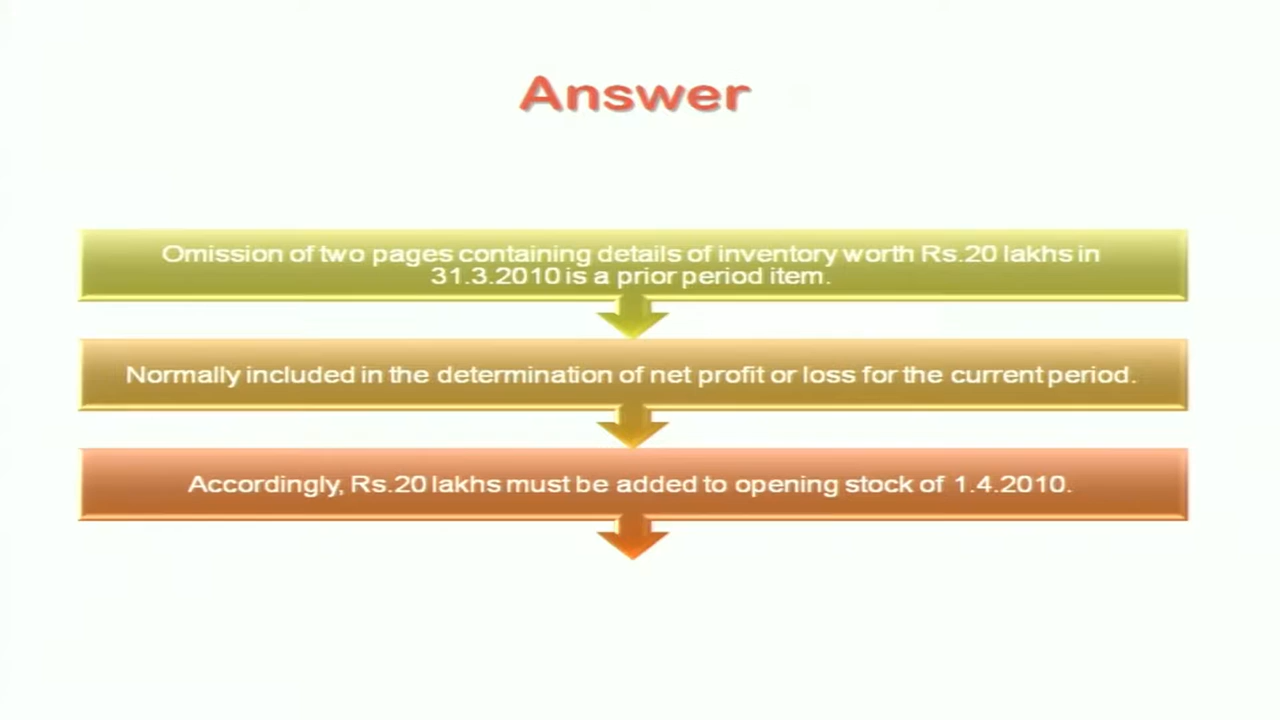 Answer
Omission of two pages containing details of inventory worth Rs.20 lakhs in
31.3.2010 is a prior period item.
Normally included in the determination of net profit or loss for the current period.
Accordingly, Rs.20 lakhs must be added to opening stock of 1.4.2010.